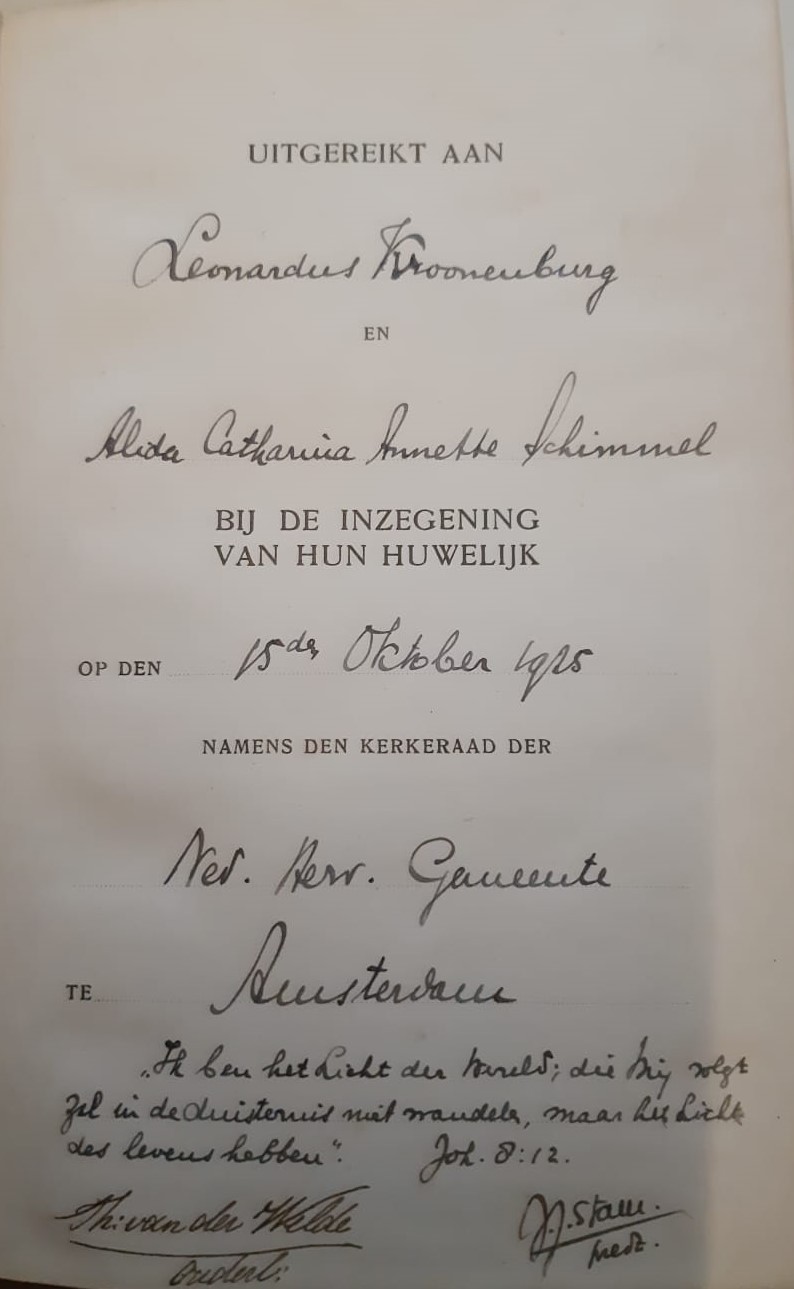 UITGEREIKT AAN
Leonardus Kroonenburg
EN
Alida Catharina Annette Schimmel
BIJ DE INZEGENING
VAN HUN HUWELIJK
OP DEN 15den Oktober 1925
NAMENS DEN KERKERAAD DER
Ned. Herv. Gemeente
TE Amsterdam
„Ik ben het Licht der Wereld; die Mij volgt
zal in de duisternis niet wandelen, maar het Licht
des levens hebben". Joh. 8:12.
Th: van der Welde J.J. Stam.
Ouderl: Pred.